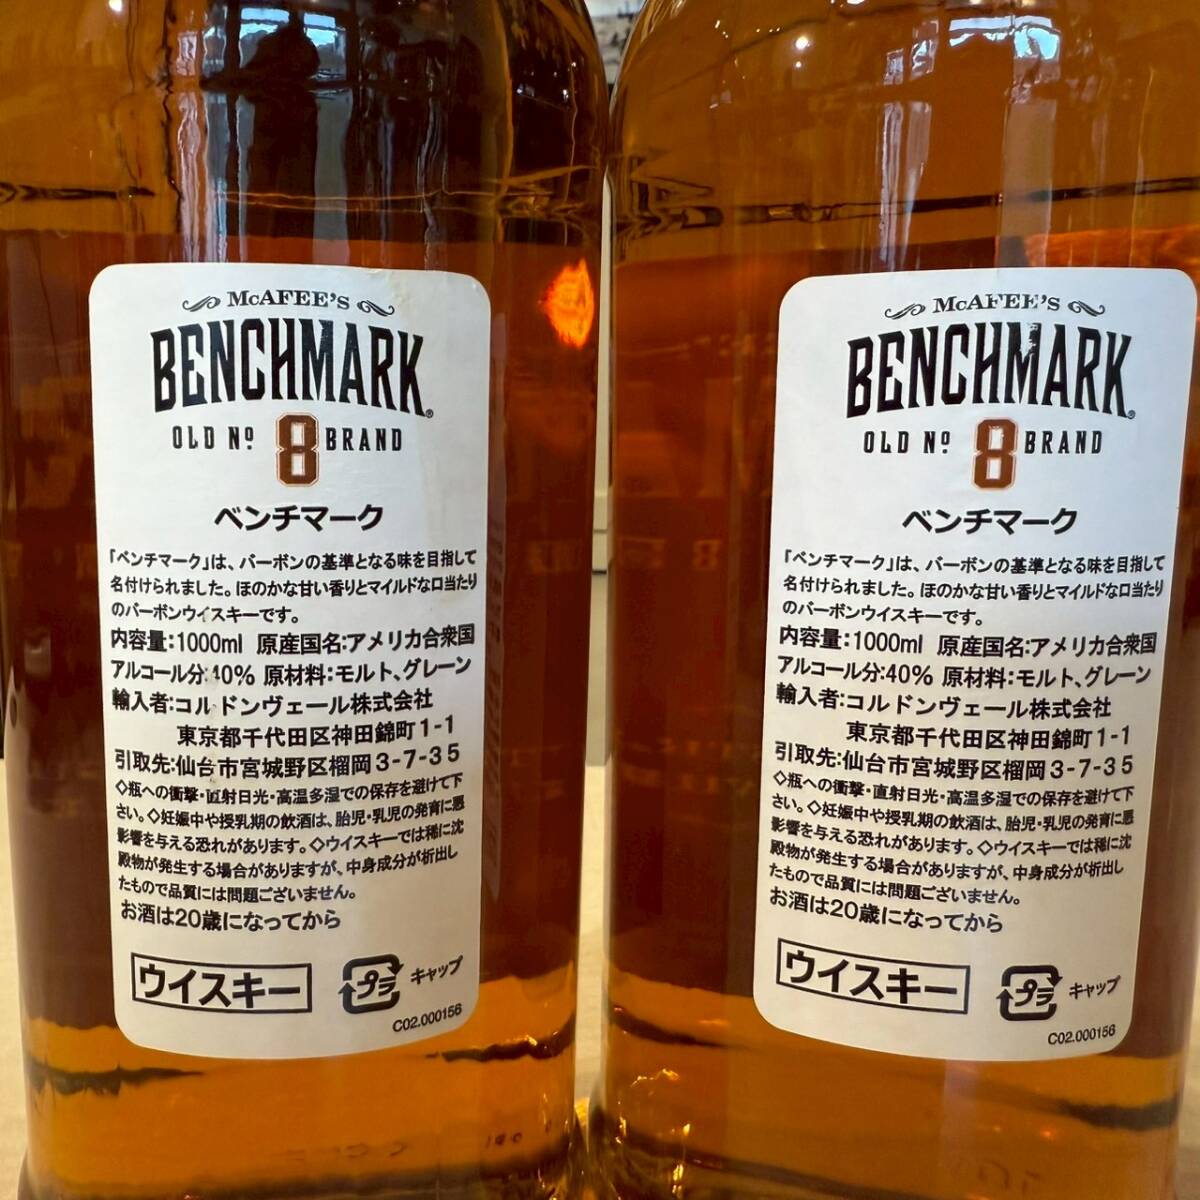 McAFEE'S
BENCHMARK®
OLD Nº 8 BRAND
ベンチマーク
「ベンチマーク」は、バーボンの基準となる味を目指して
名付けられました。ほのかな甘い香りとマイルドな口当たり
のバーボンウイスキーです。
内容量:1000ml 原産国名:アメリカ合衆国
アルコール分:40% 原材料:モルト、グレーン
輸入者:コルドンヴェール株式会社
東京都千代田区神田錦町1-1
引取先:仙台市宮城野区榴岡3-7-35
◇瓶への衝撃・直射日光・高温多湿での保存を避けて下
さい。◇妊娠中や授乳期の飲酒は、胎児・乳児の発育に悪
影響を与える恐れがあります。◇ウイスキーでは稀に沈
殿物が発生する場合がありますが、中身成分が析出し
たもので品質には問題ございません。
お酒は20歳になってから
ウイスキー
プラ キャップ
C02.000156
McAFEE'S
BENCHMARK®
OLD Nº 8 BRAND
ベンチマーク
「ベンチマーク」は、バーボンの基準となる味を目指して
名付けられました。ほのかな甘い香りとマイルドな口当たり
のバーボンウイスキーです。
内容量:1000ml 原産国名:アメリカ合衆国
アルコール分:40% 原材料:モルト、グレーン
輸入者:コルドンヴェール株式会社
東京都千代田区神田錦町1-1
引取先:仙台市宮城野区榴岡3-7-35
◇瓶への衝撃・直射日光・高温多湿での保存を避けて下
さい。◇妊娠中や授乳期の飲酒は、胎児・乳児の発育に悪
影響を与える恐れがあります。◇ウイスキーでは稀に沈
殿物が発生する場合がありますが、中身成分が析出し
たもので品質には問題ございません。
お酒は20歳になってから
ウイスキー
プラ キャップ
C02.000156